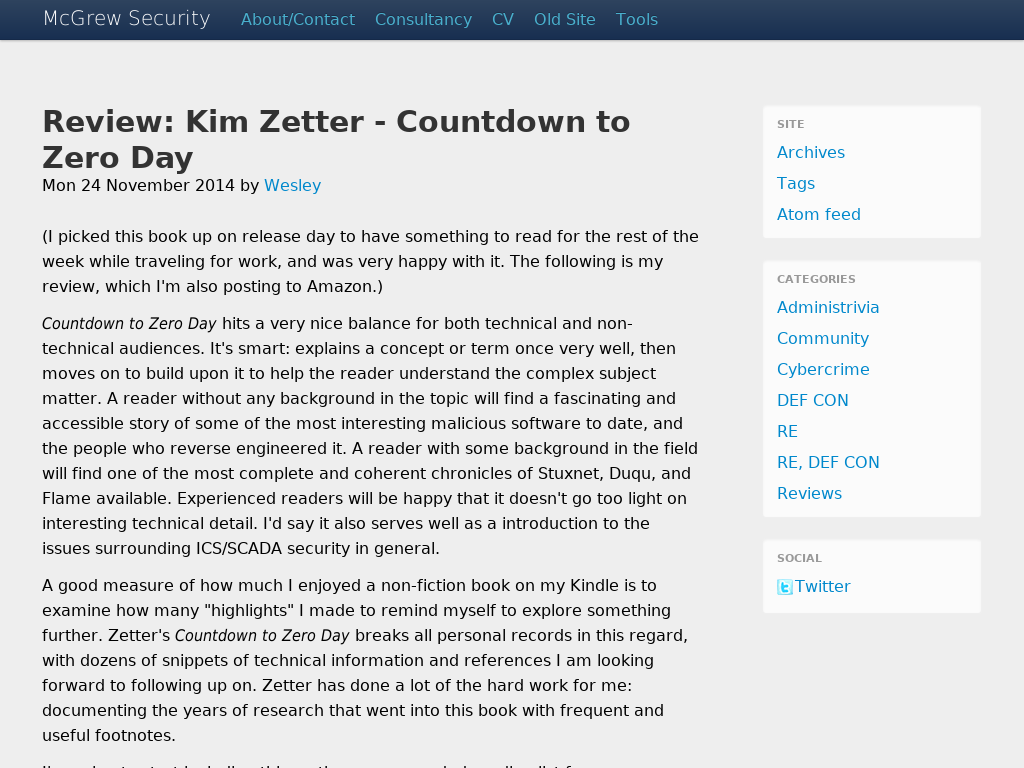 McGrew Security About/Contact Consultancy CV Old Site Tools
Review: Kim Zetter - Countdown to
Zero Day
Mon 24 November 2014 by Wesley
(I picked this book up on release day to have something to read for the rest of the
week while traveling for work, and was very happy with it. The following is my
review, which I'm also posting to Amazon.)
Countdown to Zero Day hits a very nice balance for both technical and non-
technical audiences. It's smart: explains a concept or term once very well, then
moves on to build upon it to help the reader understand the complex subject
matter. A reader without any background in the topic will find a fascinating and
accessible story of some of the most interesting malicious software to date, and
the people who reverse engineered it. A reader with some background in the field
will find one of the most complete and coherent chronicles of Stuxnet, Duqu, and
Flame available. Experienced readers will be happy that it doesn't go too light on
interesting technical detail. I'd say it also serves well as a introduction to the
issues surrounding ICS/SCADA security in general.
A good measure of how much I enjoyed a non-fiction book on my Kindle is to
examine how many "highlights" I made to remind myself to explore something
further. Zetter's Countdown to Zero Day breaks all personal records in this regard,
with dozens of snippets of technical information and references I am looking
forward to following up on. Zetter has done a lot of the hard work for me:
documenting the years of research that went into this book with frequent and
useful footnotes.
SITE
Archives
Tags
Atom feed
CATEGORIES
Administrivia
Community
Cybercrime
DEF CON
RE
RE, DEF CON
Reviews
SOCIAL
Twitter